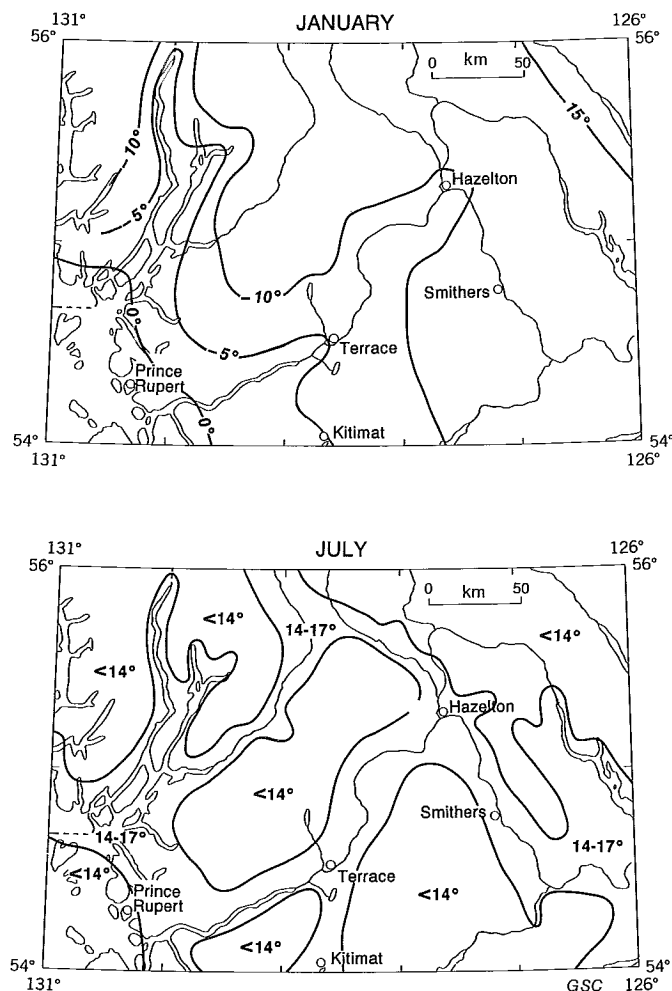 JANUARY
131°
126°
56°
km
0 50
15°
-10°
-5°
Hazelton
-10°
Smithers
0°
-5°
Terrace
Prince
Rupert
0°
Kitimat
54°
54°
131°
126°
JULY
131°
126°
56°
km
0 50
<14°
14-17°
<14°
<14°
Hazelton
<14°
Smithers
14-17°
14-17°
<14°
Terrace
<14°
Prince
Rupert
<14°
Kitimat
54°
54°
131°
GSC
126°